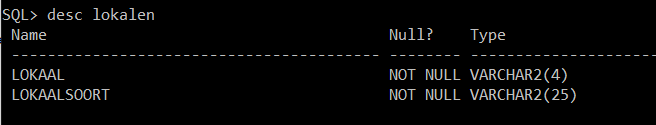 SQL> desc lokalen
Name Null? Type
----------------------------------------- -------- --------------------
LOKAAL NOT NULL VARCHAR2(4)
LOKAALSOORT NOT NULL VARCHAR2(25)